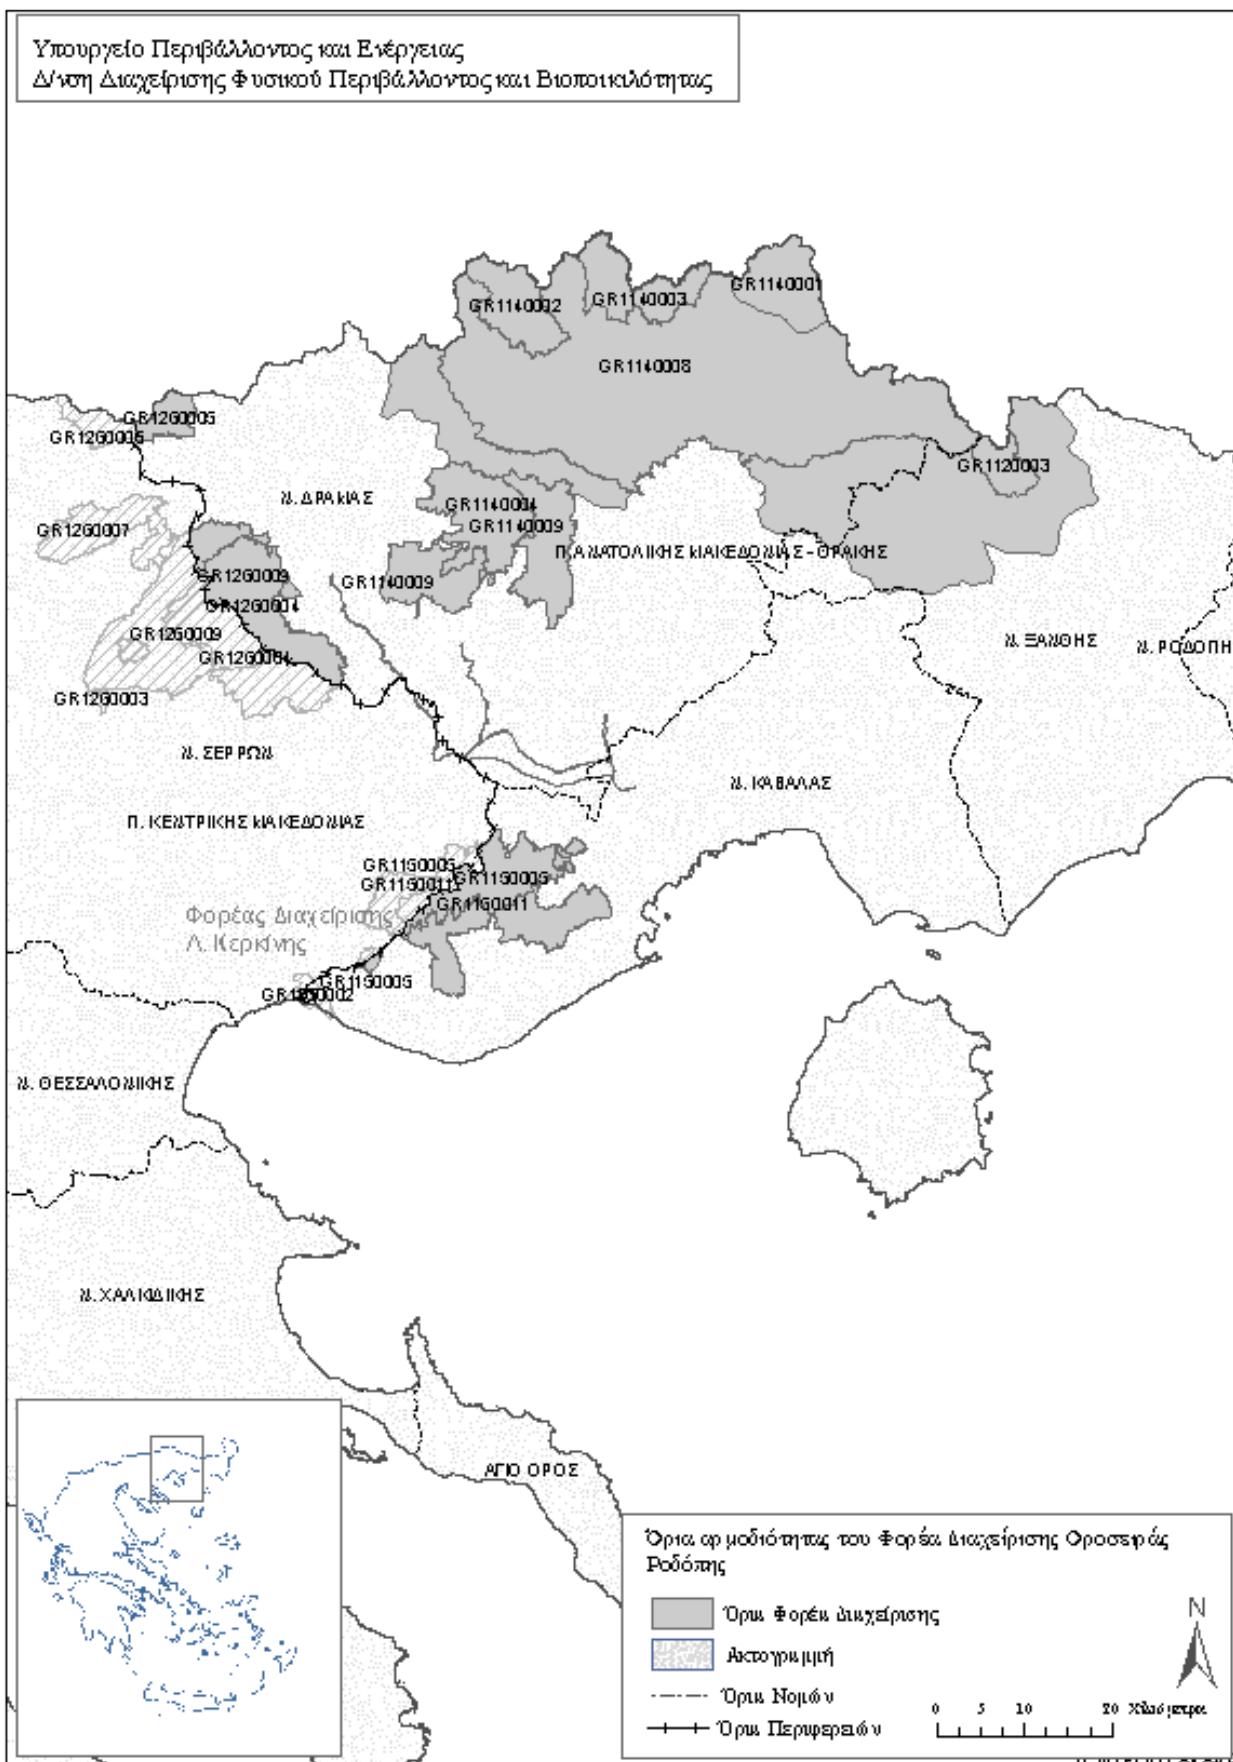 Υπουργείο Περιβάλλοντος και Ενέργειας
Δ/νση Διαχείρισης Φυσικού Περιβάλλοντος και Βιοποικιλότητας
GR1140001
GR1140002
GR1140003
GR1140008
GR1260005
GR1260005
GR1120003
Ν. ΔΡΑΜΑΣ
GR1140004
GR1140009
GR1260007
Π. ΑΝΑΤΟΛΙΚΗΣ ΜΑΚΕΔΟΝΙΑΣ - ΘΡΑΚΗΣ
GR1260009
GR1140009
GR1260004
GR1260009
Ν. ΞΑΝΘΗΣ
Ν. ΡΟΔΟΠΗ
GR1260004
GR1260003
Ν. ΣΕΡΡΩΝ
Ν. ΚΑΒΑΛΑΣ
Π. ΚΕΝΤΡΙΚΗΣ ΜΑΚΕΔΟΝΙΑΣ
GR1150005
GR1150005
GR1150011
GR1150011
Φορέας Διαχείρισης
Λ. Κερκίνης
GR1150005
Ν. ΘΕΣΣΑΛΟΝΙΚΗΣ
Ν. ΧΑΛΚΙΔΙΚΗΣ
ΑΓΙΟ ΟΡΟΣ
Όρια αρμοδιότητας του Φορέα Διαχείρισης Οροσειράς
Ροδόπης
Όρια Φορέα Διαχείρισης
Ακτογραμμή
Όρια Νομών
Όρια Περιφερειών
N
0 5 10 20 Χιλιόμετρα